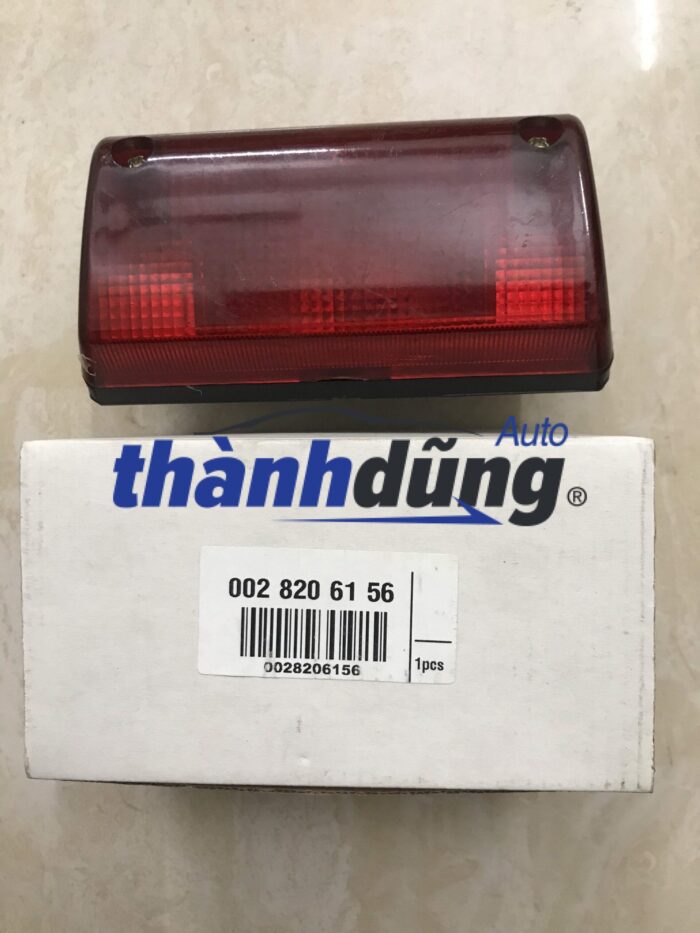 Auto
thànhdũng®
002 820 61 56
0028206156
1pcs